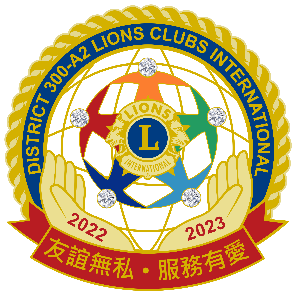 DISTRICT 300-A2 LIONS CLUBS INTERNATIONAL
LIONS
L
INTERNATIONAL
2022 2023
友誼無私・服務有愛